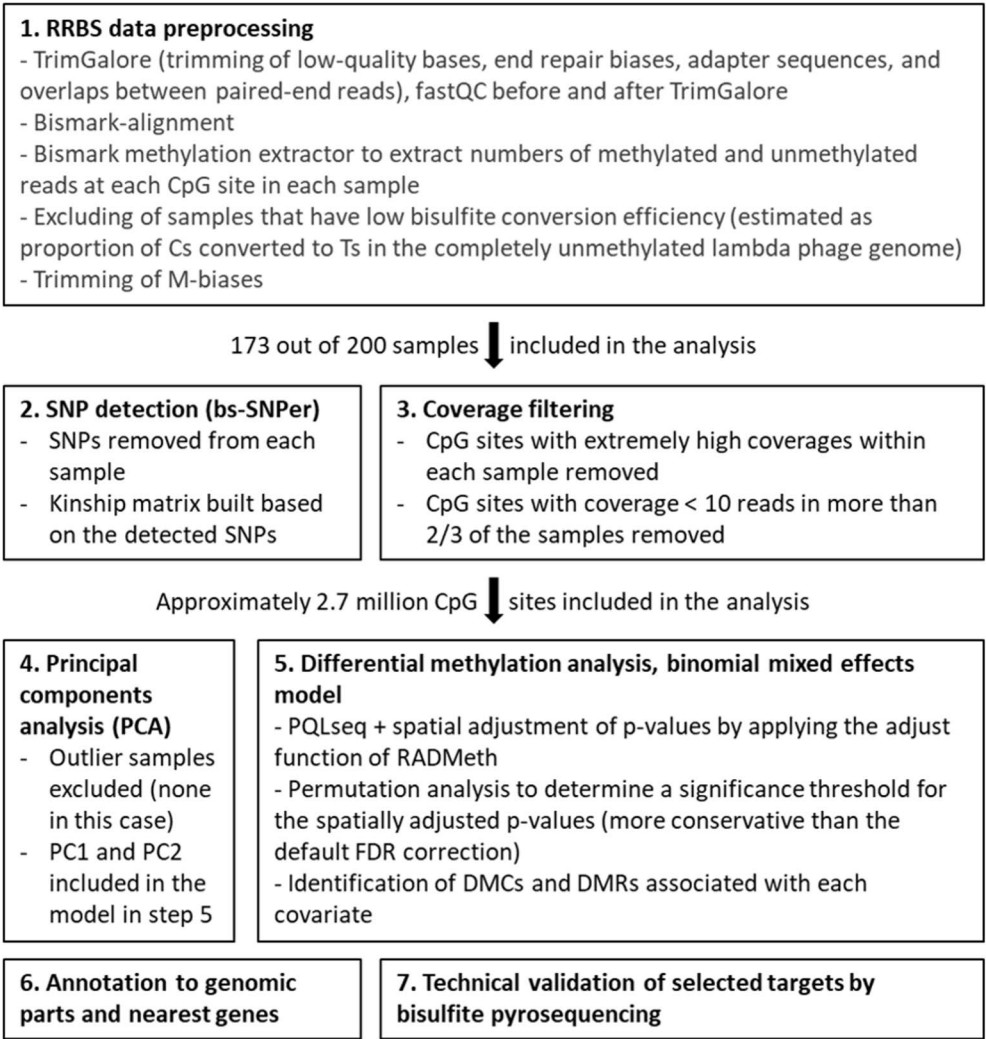 1. RRBS data preprocessing
- TrimGalore (trimming of low-quality bases, end repair biases, adapter sequences, and
overlaps between paired-end reads), fastQC before and after TrimGalore
- Bismark-alignment
- Bismark methylation extractor to extract numbers of methylated and unmethylated
reads at each CpG site in each sample
- Excluding of samples that have low bisulfite conversion efficiency (estimated as
proportion of Cs converted to Ts in the completely unmethylated lambda phage genome)
- Trimming of M-biases
173 out of 200 samples included in the analysis
2. SNP detection (bs-SNPer)
- SNPs removed from each
sample
- Kinship matrix built based
on the detected SNPs
3. Coverage filtering
- CpG sites with extremely high coverages within
each sample removed
- CpG sites with coverage < 10 reads in more than
2/3 of the samples removed
Approximately 2.7 million CpG sites included in the analysis
4. Principal
components
analysis (PCA)
- Outlier samples
excluded (none
in this case)
- PC1 and PC2
included in the
model in step 5
5. Differential methylation analysis, binomial mixed effects
model
- PQLseq + spatial adjustment of p-values by applying the adjust
function of RADMeth
- Permutation analysis to determine a significance threshold for
the spatially adjusted p-values (more conservative than the
default FDR correction)
- Identification of DMCs and DMRs associated with each
covariate
6. Annotation to genomic
parts and nearest genes
7. Technical validation of selected targets by
bisulfite pyrosequencing